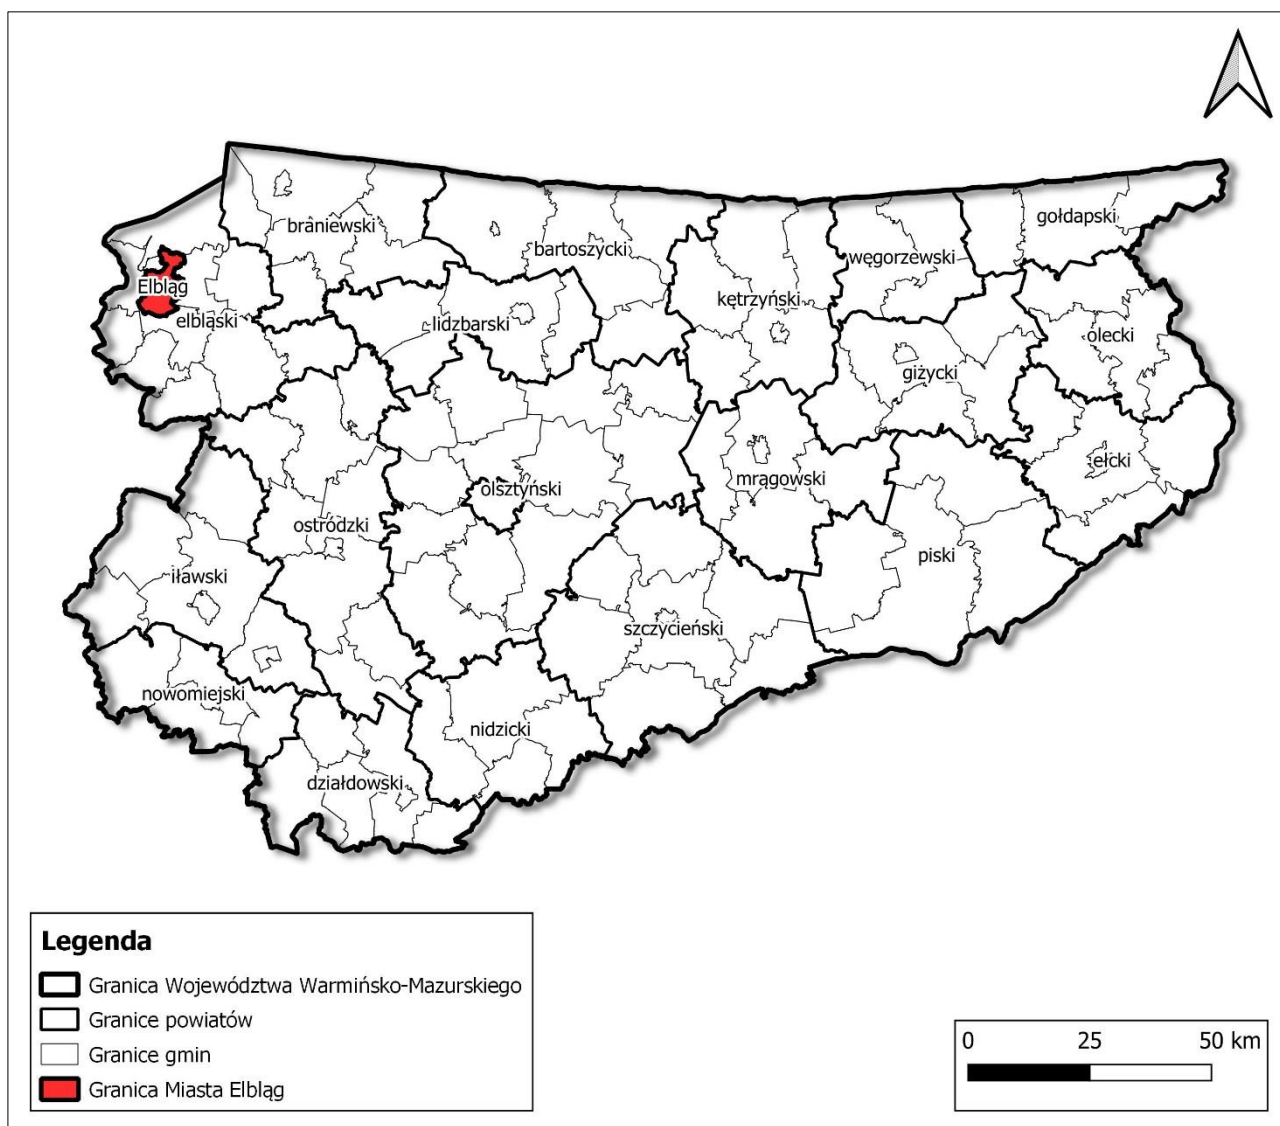 gołdapski
braniewski
bartoszycki
węgorzewski
Elbląg
kętrzyński
elbląski
lidzbarski
olecki
giżycki
ełcki
mrągowski
olsztyński
ostródzki
piski
iławski
szczycieński
nowomiejski
nidzicki
działdowski
Legenda
Granica Województwa Warmińsko-Mazurskiego
Granice powiatów
Granice gmin
Granica Miasta Elbląg
0 25 50 km